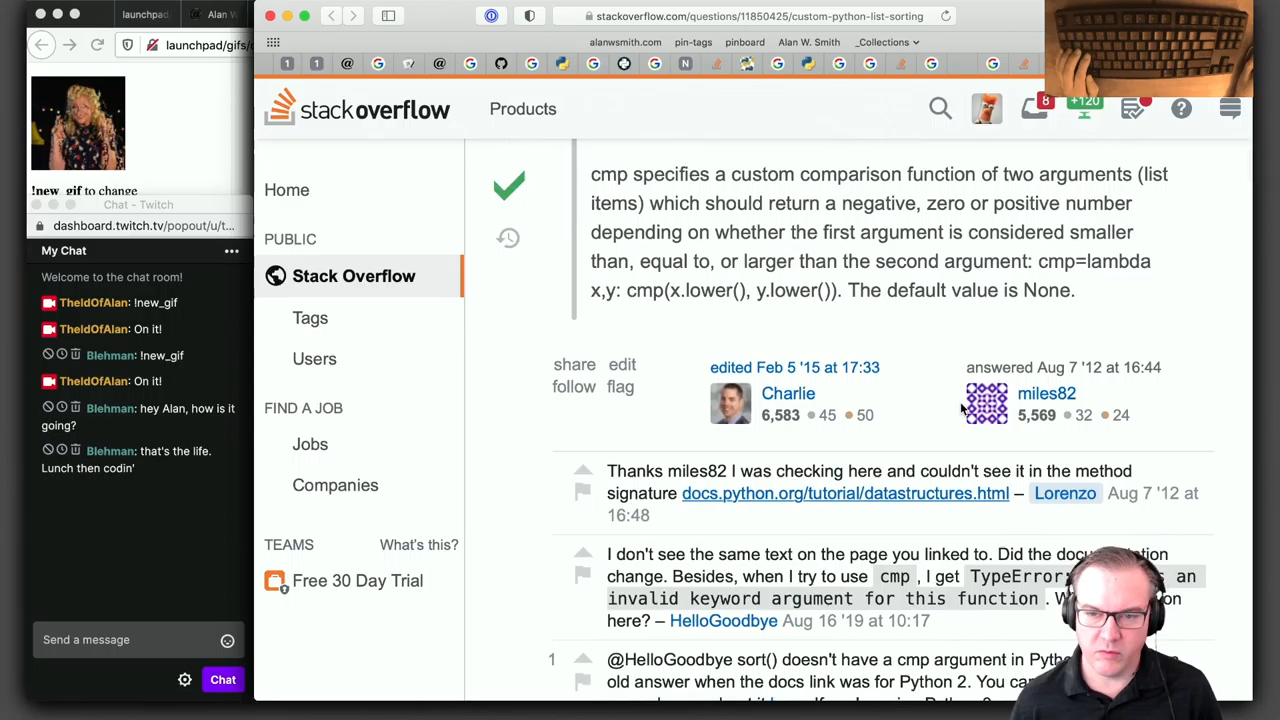 launchpad
Alan W
launchpad/gifs/
!new_gif to change
Chat - Twitch
dashboard.twitch.tv/popout/u/t...
My Chat
Welcome to the chat room!
TheIdOfAlan: !new_gif
TheIdOfAlan: On it!
Blehman: !new_gif
TheIdOfAlan: On it!
Blehman: hey Alan, how is it
going?
Blehman: that's the life.
Lunch then codin'
Send a message
Chat
stackoverflow.com/questions/11850425/custom-python-list-sorting
alanwsmith.com
pin-tags
pinboard
Alan W. Smith
_Collections
1
1
stackoverflow
Products
8
+120
Home
PUBLIC
Stack Overflow
Tags
Users
FIND A JOB
Jobs
Companies
TEAMS
What's this?
Free 30 Day Trial
cmp specifies a custom comparison function of two arguments (list
items) which should return a negative, zero or positive number
depending on whether the first argument is considered smaller
than, equal to, or larger than the second argument: cmp=lambda
x,y: cmp(x.lower(), y.lower()). The default value is None.
share edit
follow flag
edited Feb 5 '15 at 17:33
Charlie
6,583 45 50
answered Aug 7 '12 at 16:44
miles82
5,569 32 24
Thanks miles82 I was checking here and couldn't see it in the method
signature docs.python.org/tutorial/datastructures.html – Lorenzo Aug 7 '12 at
16:48
I don't see the same text on the page you linked to. Did the
change. Besides, when I try to use cmp, I get TypeError: an
invalid keyword argument for this function.
here? – HelloGoodbye Aug 16 '19 at 10:17
1
@HelloGoodbye sort() doesn't have a cmp argument in
old answer when the docs link was for Python 2. You